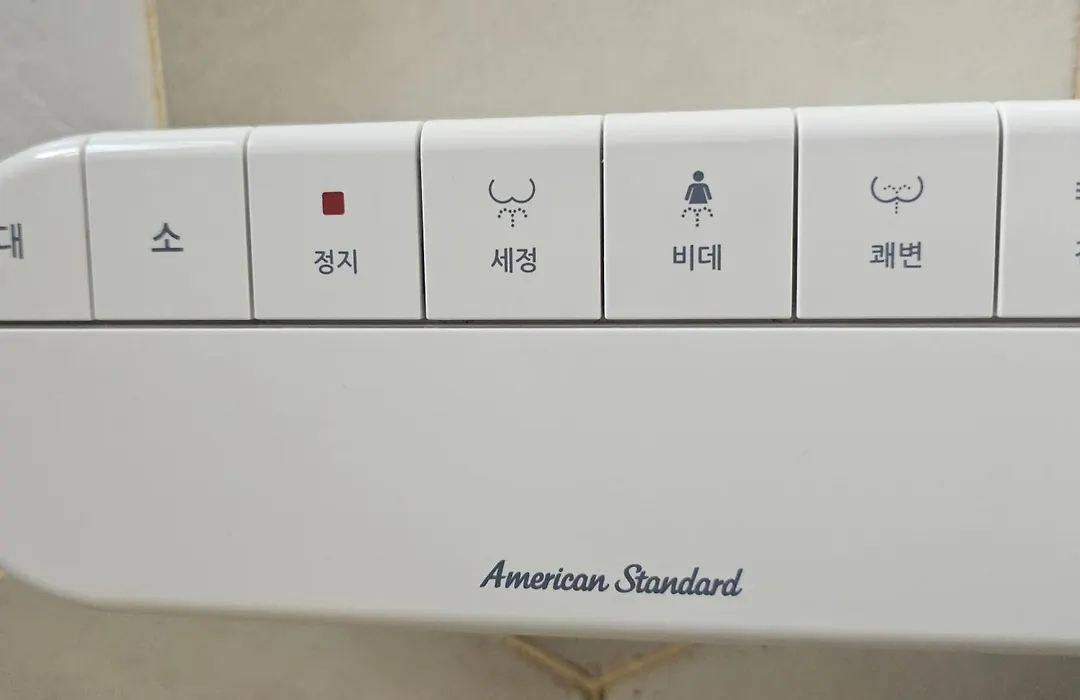 대
소
정지
세정
비데
쾌변
American Standard